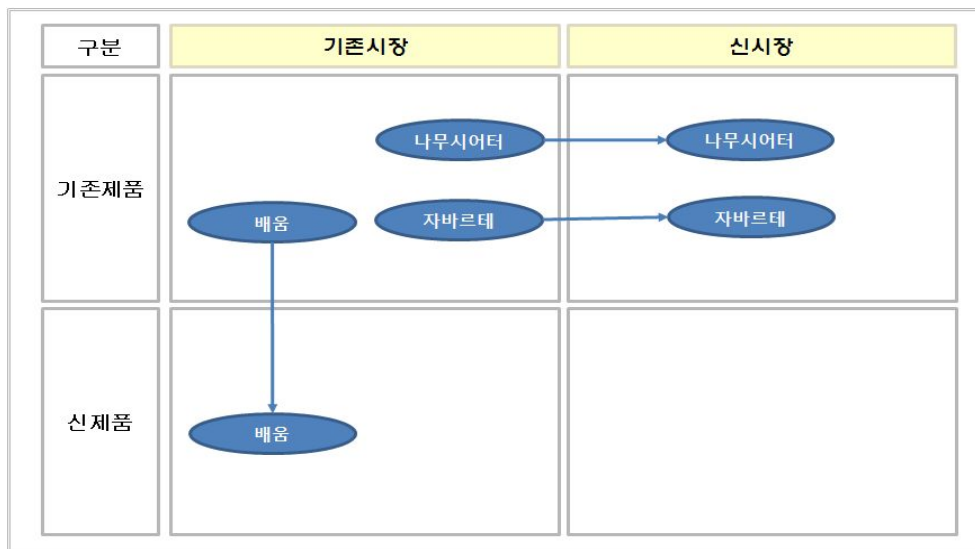 구분
기존시장
신시장
기존제품
나무시어터
나무시어터
배움
자바르테
자바르테
신제품
배움